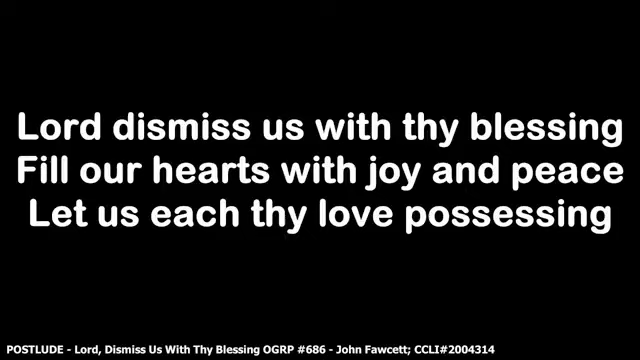 Lord dismiss us with thy blessing
Fill our hearts with joy and peace
Let us each thy love possessing
POSTLUDE - Lord, Dismiss Us With Thy Blessing OGRP #686 - John Fawcett; CCLI#2004314